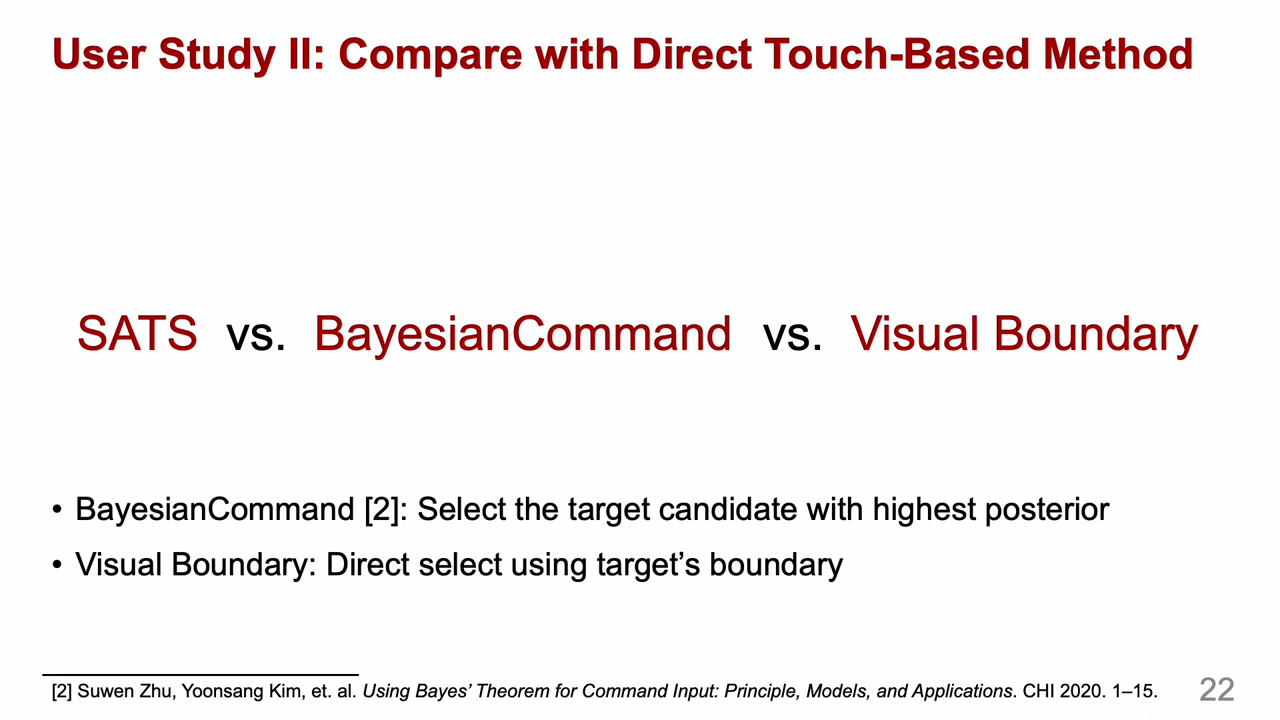 User Study II: Compare with Direct Touch-Based Method
SATS vs. BayesianCommand vs. Visual Boundary
• BayesianCommand [2]: Select the target candidate with highest posterior
• Visual Boundary: Direct select using target’s boundary
[2] Suwen Zhu, Yoonsang Kim, et. al. Using Bayes’ Theorem for Command Input: Principle, Models, and Applications. CHI 2020. 1–15.
22